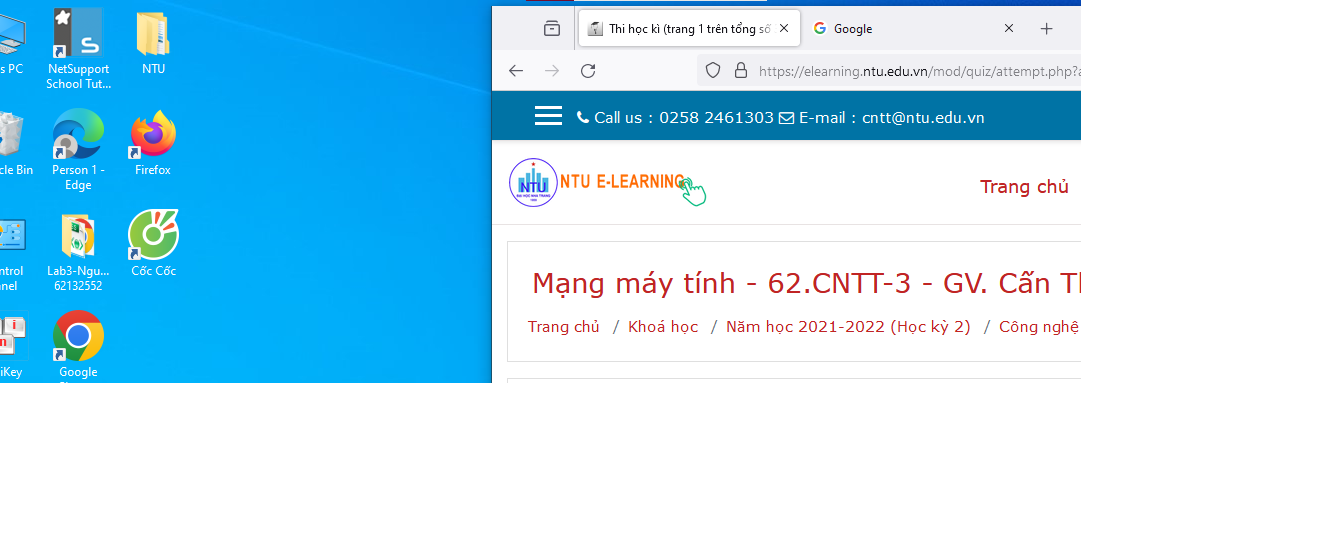 s PC
NetSupport
School Tut...
NTU
cle Bin
Person 1 -
Edge
Firefox
ntrol
nel
Lab3-Ngu...
62132552
Cốc Cốc
iKey
Google
Thi học kì (trang 1 trên tổng số
Google
https://elearning.ntu.edu.vn/mod/quiz/attempt.php?a
Call us : 0258 2461303 E-mail : cntt@ntu.edu.vn
NTU
NTU E-LEARNING
Trang chủ
Mạng máy tính - 62.CNTT-3 - GV. Cấn Th
Trang chủ / Khoá học / Năm học 2021-2022 (Học kỳ 2) / Công nghệ